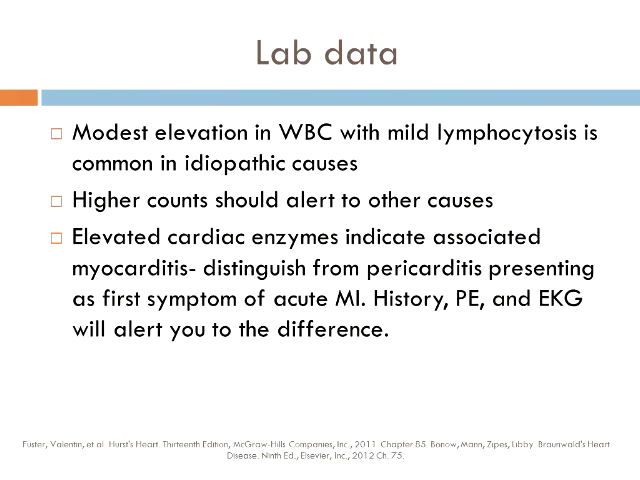 Lab data
Modest elevation in WBC with mild lymphocytosis is
common in idiopathic causes
Higher counts should alert to other causes
Elevated cardiac enzymes indicate associated
myocarditis- distinguish from pericarditis presenting
as first symptom of acute MI. History, PE, and EKG
will alert you to the difference.
Fuster, Valentin, et al. Hurst's Heart. Thirteenth Edition, McGraw-Hills Companies, Inc., 2011. Chapter 85. Bonow, Mann, Zipes, Libby. Braunwald's Heart
Disease. Ninth Ed., Elsevier, Inc., 2012 Ch. 75.